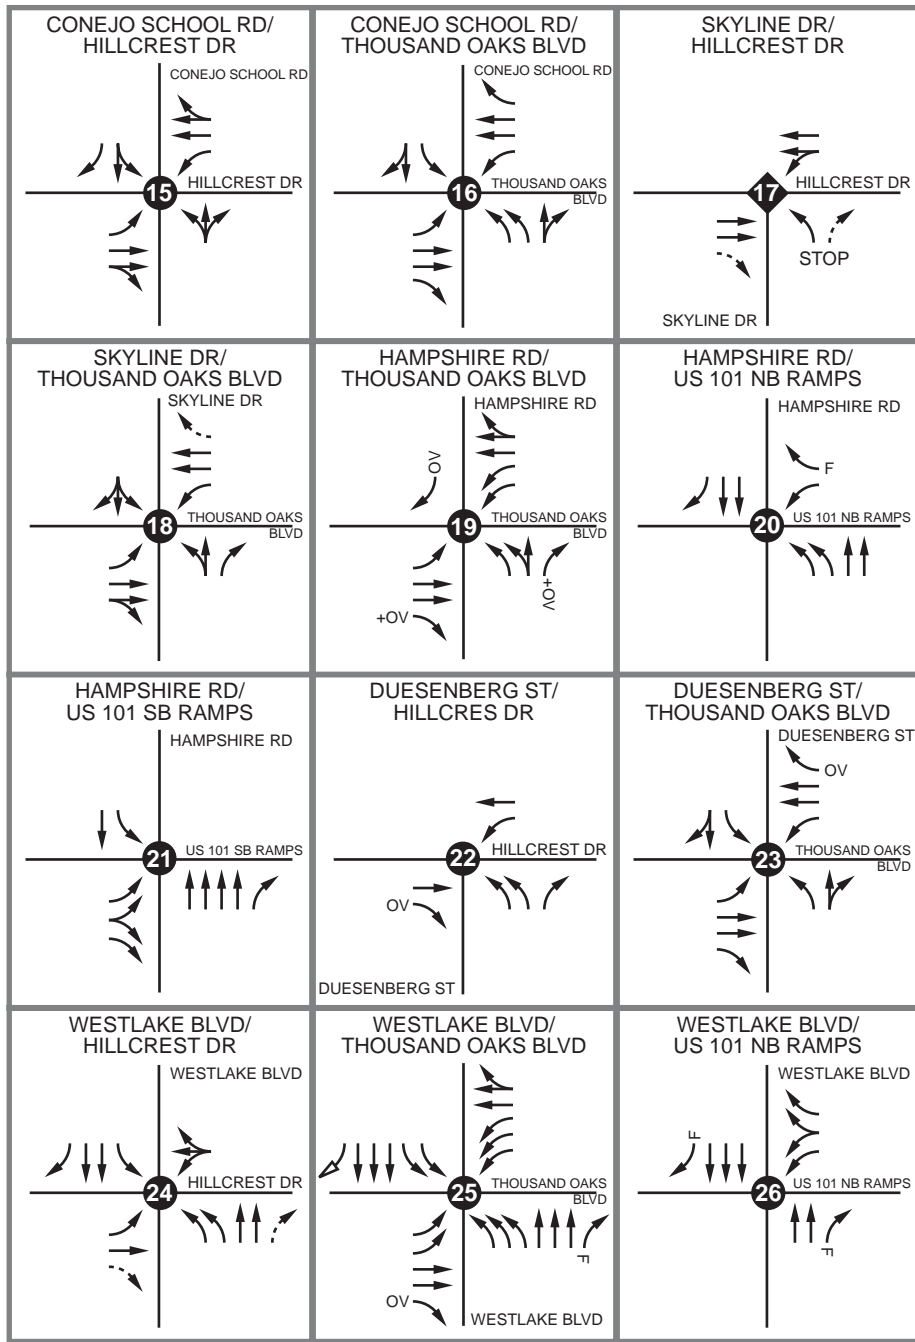 CONEJO SCHOOL RD/
HILLCREST DR
CONEJO SCHOOL RD
15
HILLCREST DR
CONEJO SCHOOL RD/
THOUSAND OAKS BLVD
CONEJO SCHOOL RD
16
THOUSAND OAKS
BLVD
SKYLINE DR/
HILLCREST DR
17
HILLCREST DR
STOP
SKYLINE DR
SKYLINE DR/
THOUSAND OAKS BLVD
SKYLINE DR
18
THOUSAND OAKS
BLVD
HAMPSHIRE RD/
THOUSAND OAKS BLVD
HAMPSHIRE RD
OV
19
THOUSAND OAKS
BLVD
+OV
+OV
HAMPSHIRE RD/
US 101 NB RAMPS
HAMPSHIRE RD
F
20
US 101 NB RAMPS
HAMPSHIRE RD/
US 101 SB RAMPS
HAMPSHIRE RD
21
US 101 SB RAMPS
DUESENBERG ST/
HILLCRES DR
22
HILLCREST DR
OV
DUESENBERG ST
DUESENBERG ST/
THOUSAND OAKS BLVD
DUESENBERG ST
OV
23
THOUSAND OAKS
BLVD
WESTLAKE BLVD/
HILLCREST DR
WESTLAKE BLVD
24
HILLCREST DR
WESTLAKE BLVD/
THOUSAND OAKS BLVD
25
THOUSAND OAKS
BLVD
F
OV
WESTLAKE BLVD
WESTLAKE BLVD/
US 101 NB RAMPS
WESTLAKE BLVD
F
26
US 101 NB RAMPS
F